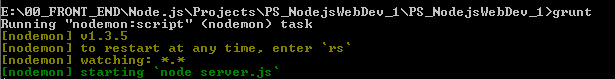 E:\00_FRONT_END\Node.js\Projects\PS_NodejsWebDev_1\PS_NodejsWebDev_1>grunt
Running "nodemon:script" (nodemon) task
[nodemon] v1.3.5
[nodemon] to restart at any time, enter `rs`
[nodemon] watching: *.*
[nodemon] starting `node server.js`